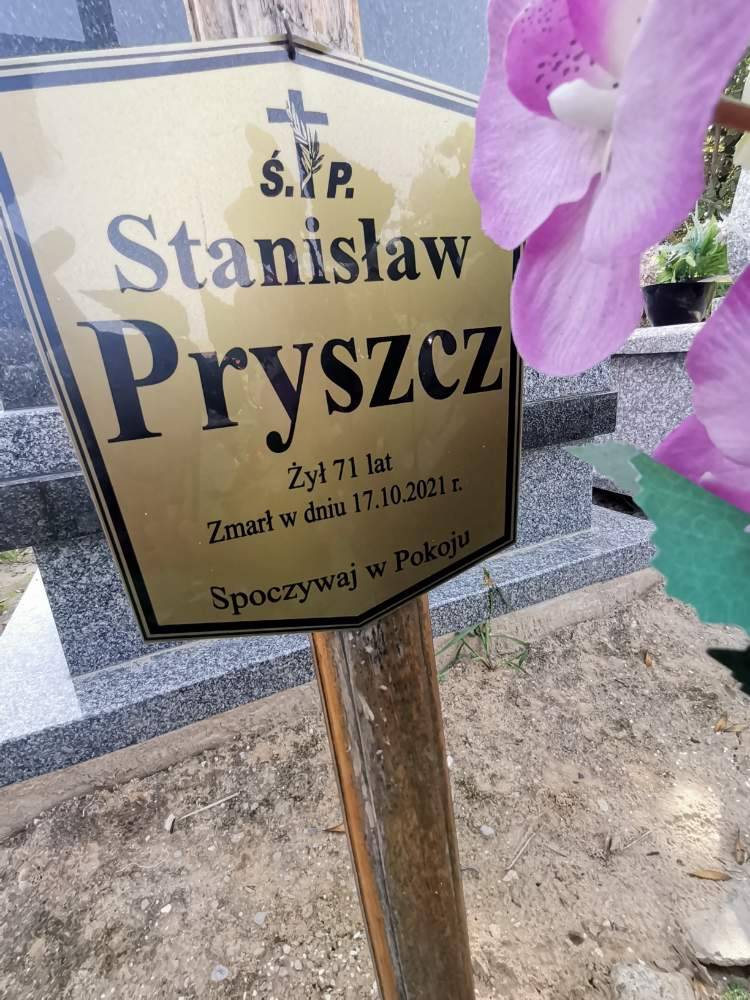 Ś. P.
Stanisław
Pryszcz
Żył 71 lat
Zmarł w dniu 17.10.2021 r.
Spoczywaj w Pokoju